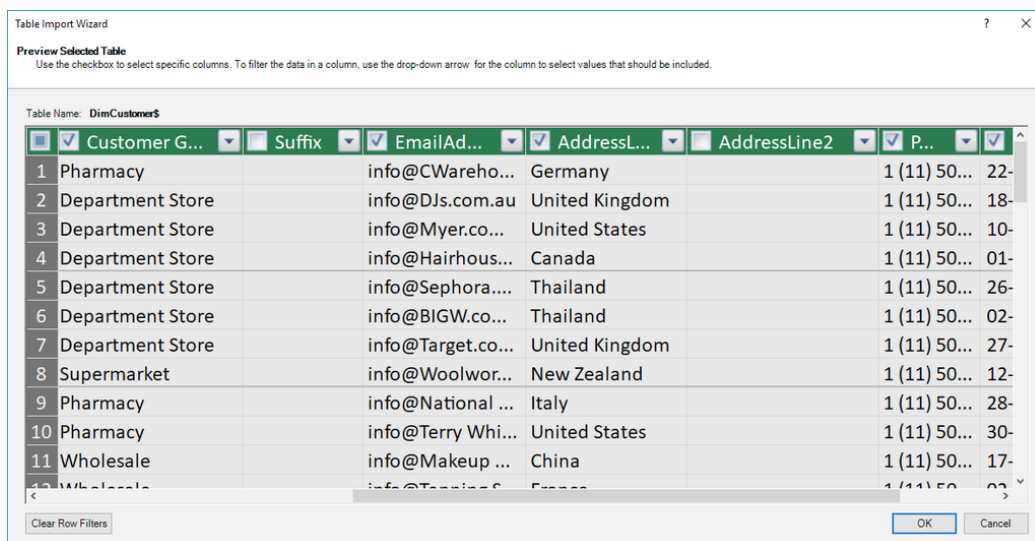 Table Import Wizard ? ×
Preview Selected Table
Use the checkbox to select specific columns. To filter the data in a column, use the drop-down arrow for the column to select values that should be included.
Table Name: DimCustomer$
Customer G... Suffix EmailAd... AddressL... AddressLine2 P...
1 Pharmacy info@CWareho... Germany 1 (11) 50... 22-
2 Department Store info@DJs.com.au United Kingdom 1 (11) 50... 18-
3 Department Store info@Myer.co... United States 1 (11) 50... 10-
4 Department Store info@Hairhous... Canada 1 (11) 50... 01-
5 Department Store info@Sephora.... Thailand 1 (11) 50... 26-
6 Department Store info@BIGW.co... Thailand 1 (11) 50... 02-
7 Department Store info@Target.co... United Kingdom 1 (11) 50... 27-
8 Supermarket info@Woolwor... New Zealand 1 (11) 50... 12-
9 Pharmacy info@National ... Italy 1 (11) 50... 28-
10 Pharmacy info@Terry Whi... United States 1 (11) 50... 30-
11 Wholesale info@Makeup ... China 1 (11) 50... 17-
Clear Row Filters OK Cancel